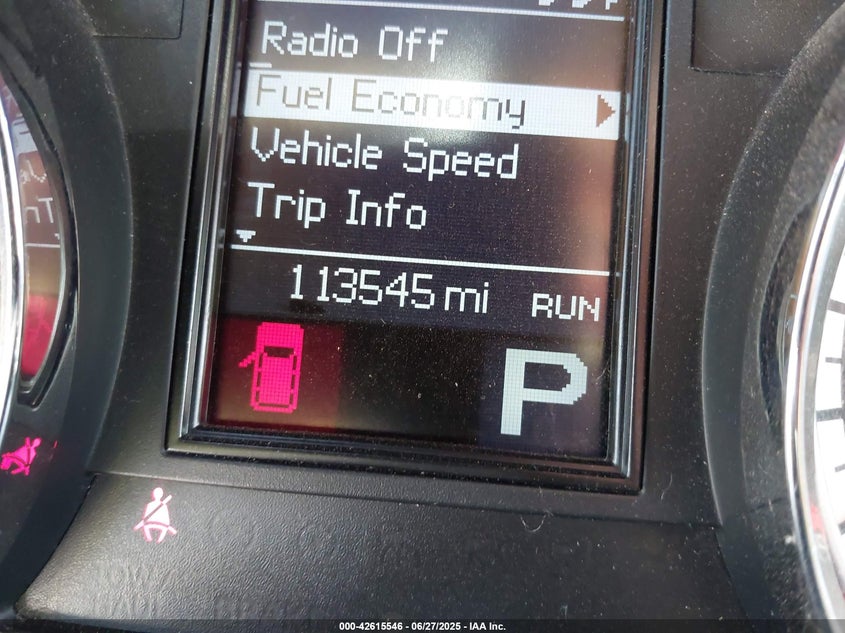 Radio Off
Fuel Economy
Vehicle Speed
Trip Info
113545 mi RUN
P
000-42615546 - 06/27/2025 - IAA Inc.